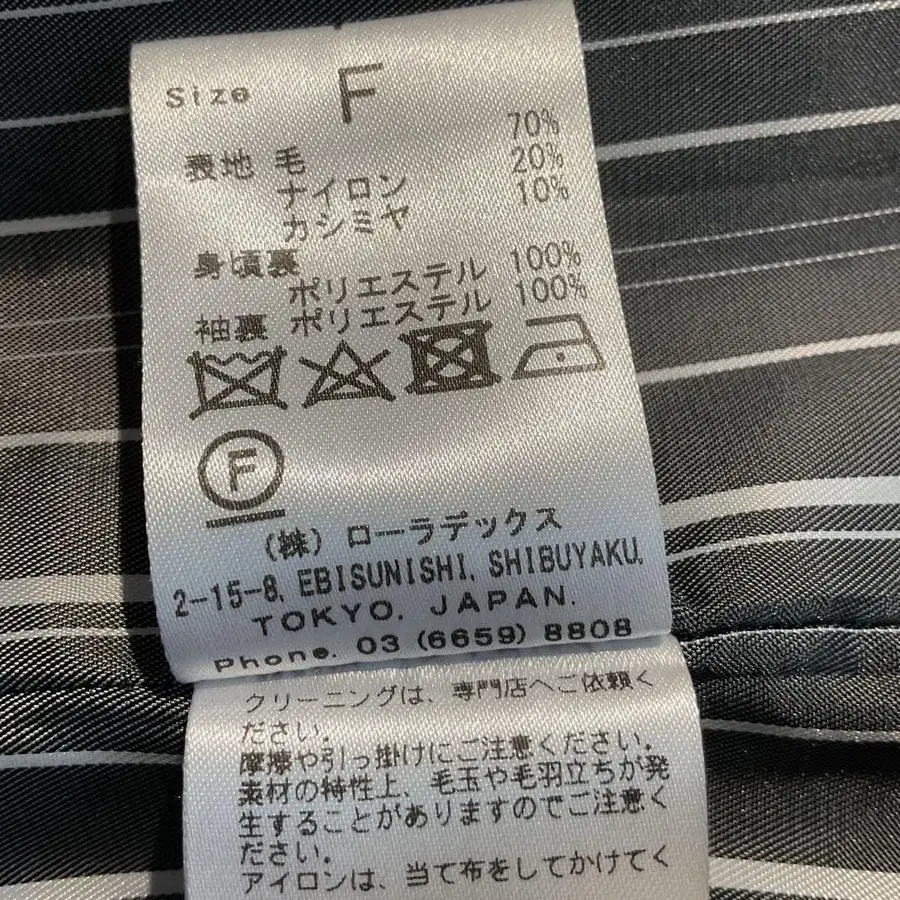 Size F
表地 毛 70%
ナイロン 20%
カシミヤ 10%
身頃裏
ポリエステル 100%
袖裏 ポリエステル 100%
F
(株) ローラデックス
2-15-8, EBISUNISHI, SHIBUYAKU,
TOKYO, JAPAN.
Phone. 03 (6659) 8808
クリーニングは、専門店へご依頼く
ださい.
摩擦や引っ掛けにご注意ください.
素材の特性上、毛玉や毛羽立ちが発
生することがありますのでご注意く
ださい.
アイロンは、当て布をしてかけてく